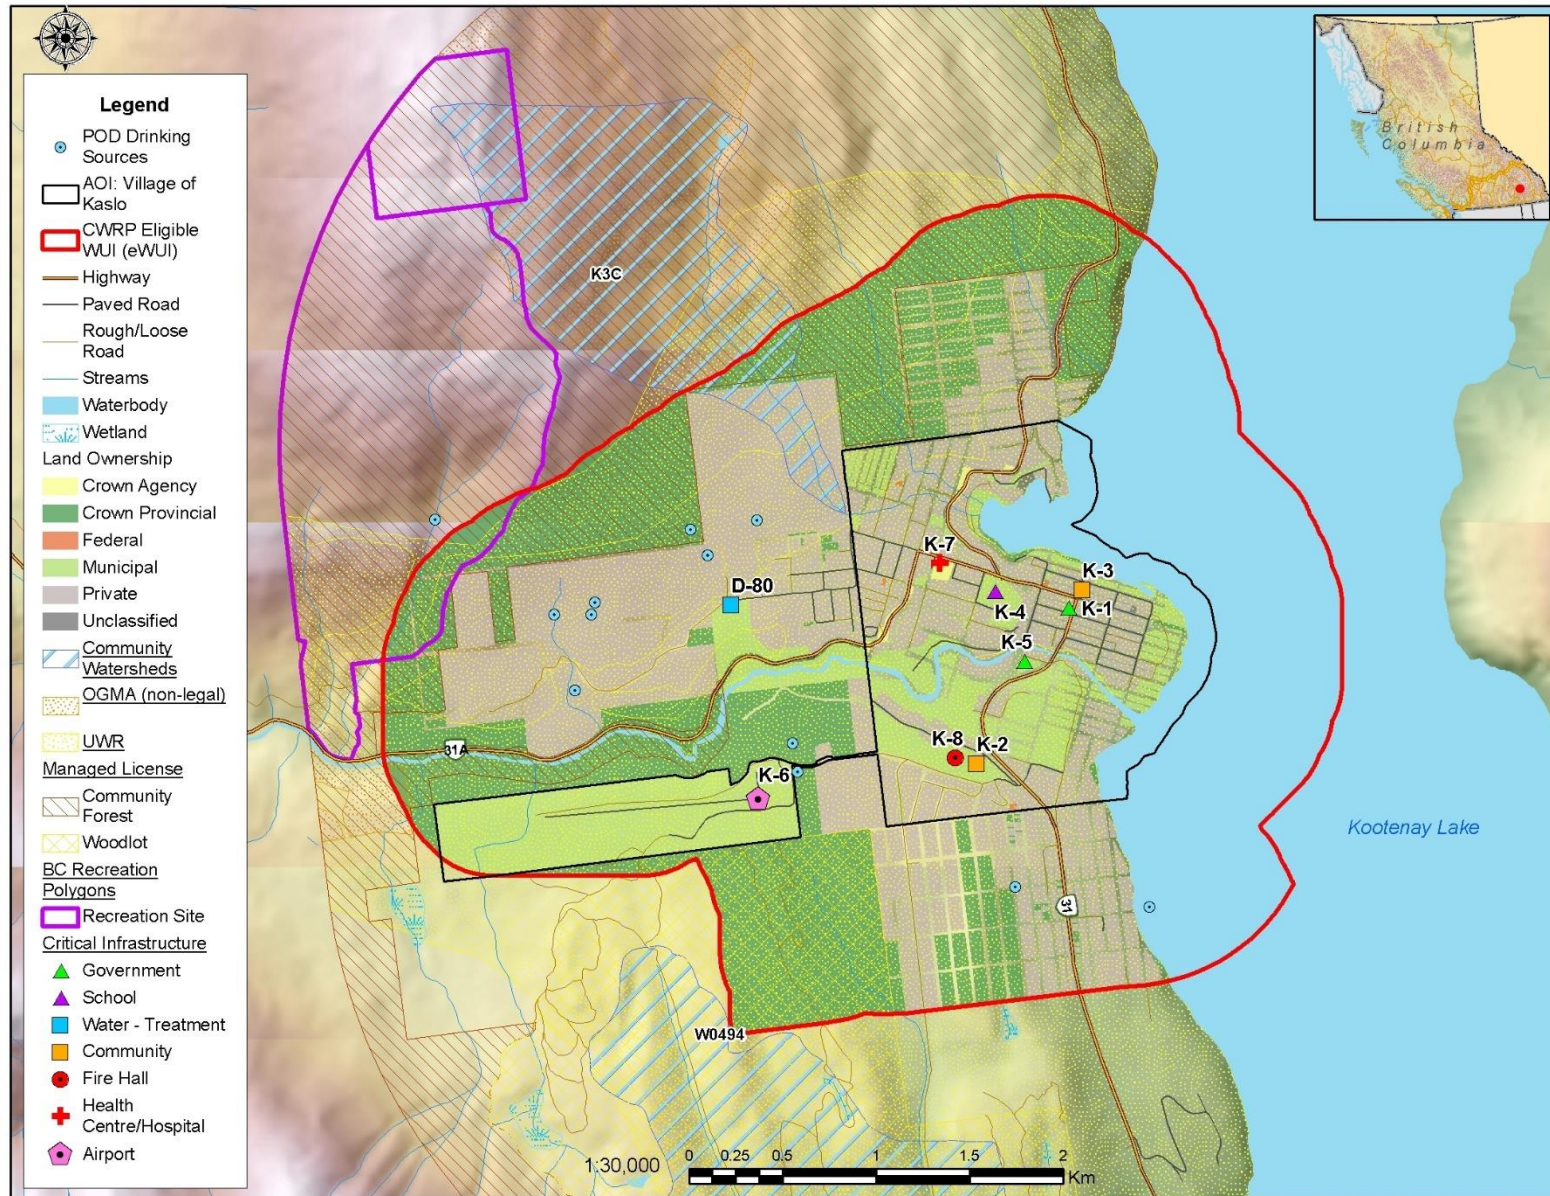 Legend
POD Drinking
Sources
AOI: Village of
Kaslo
CWRP Eligible
WUI (eWUI)
Highway
Paved Road
Rough/Loose
Road
Streams
Waterbody
Wetland
Land Ownership
Crown Agency
Crown Provincial
Federal
Municipal
Private
Unclassified
Community
Watersheds
OGMA (non-legal)
UWR
Managed License
Community
Forest
Woodlot
BC Recreation
Polygons
Recreation Site
Critical Infrastructure
Government
School
Water - Treatment
Community
Fire Hall
Health
Centre/Hospital
Airport
British
Columbia
K3C
K-7
K-3
D-80
K-4
K-1
K-5
31A
K-8
K-2
K-6
Kootenay Lake
31
W0494
1:30,000
0 0.25 0.5 1 1.5 2
Km